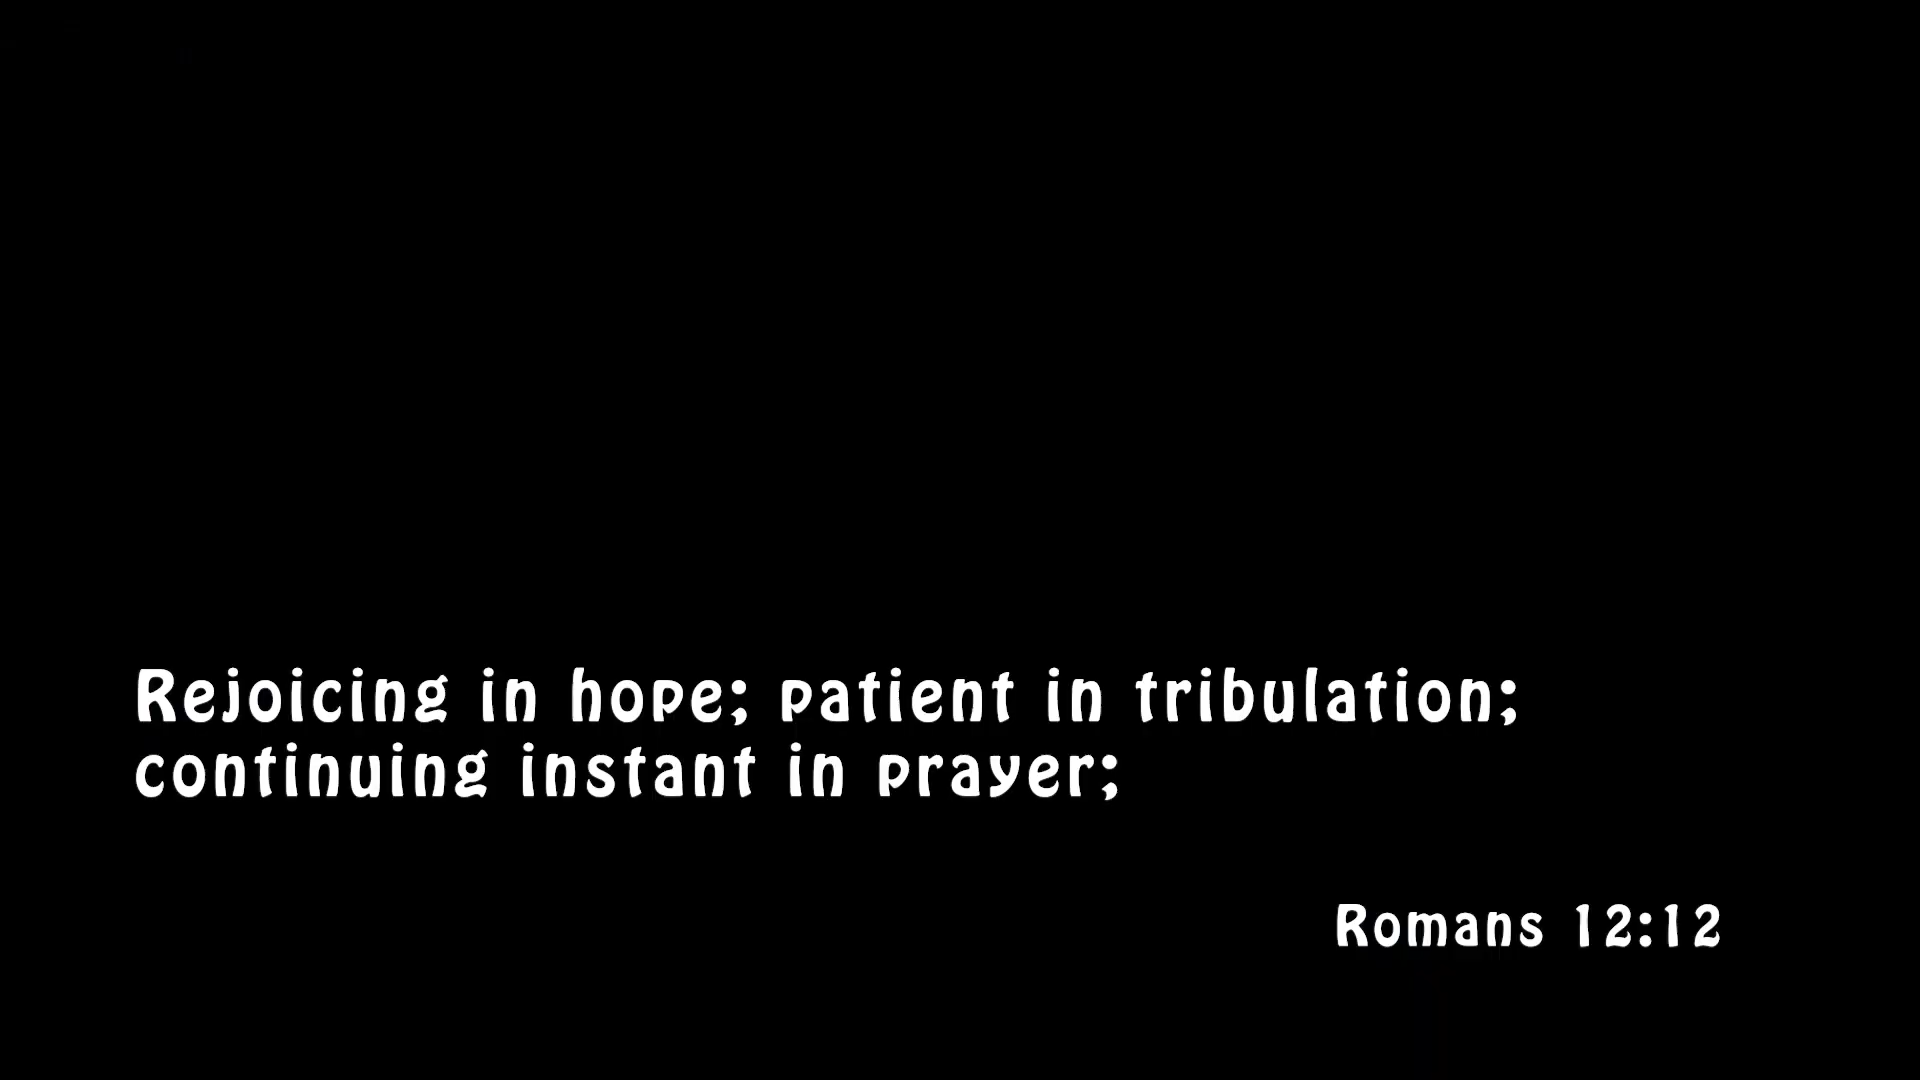 Rejoicing in hope; patient in tribulation;
continuing instant in prayer;
Romans 12:12